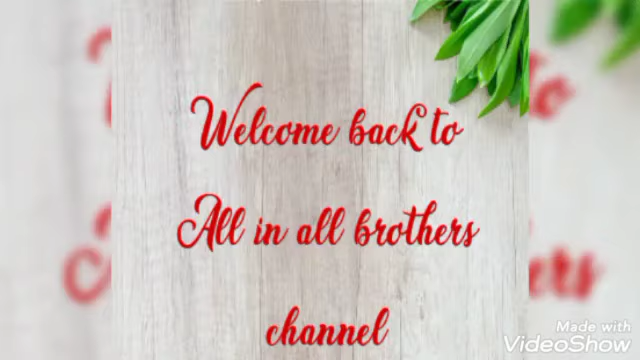 Welcome back to
All in all brothers
channel
Made with
VideoShow